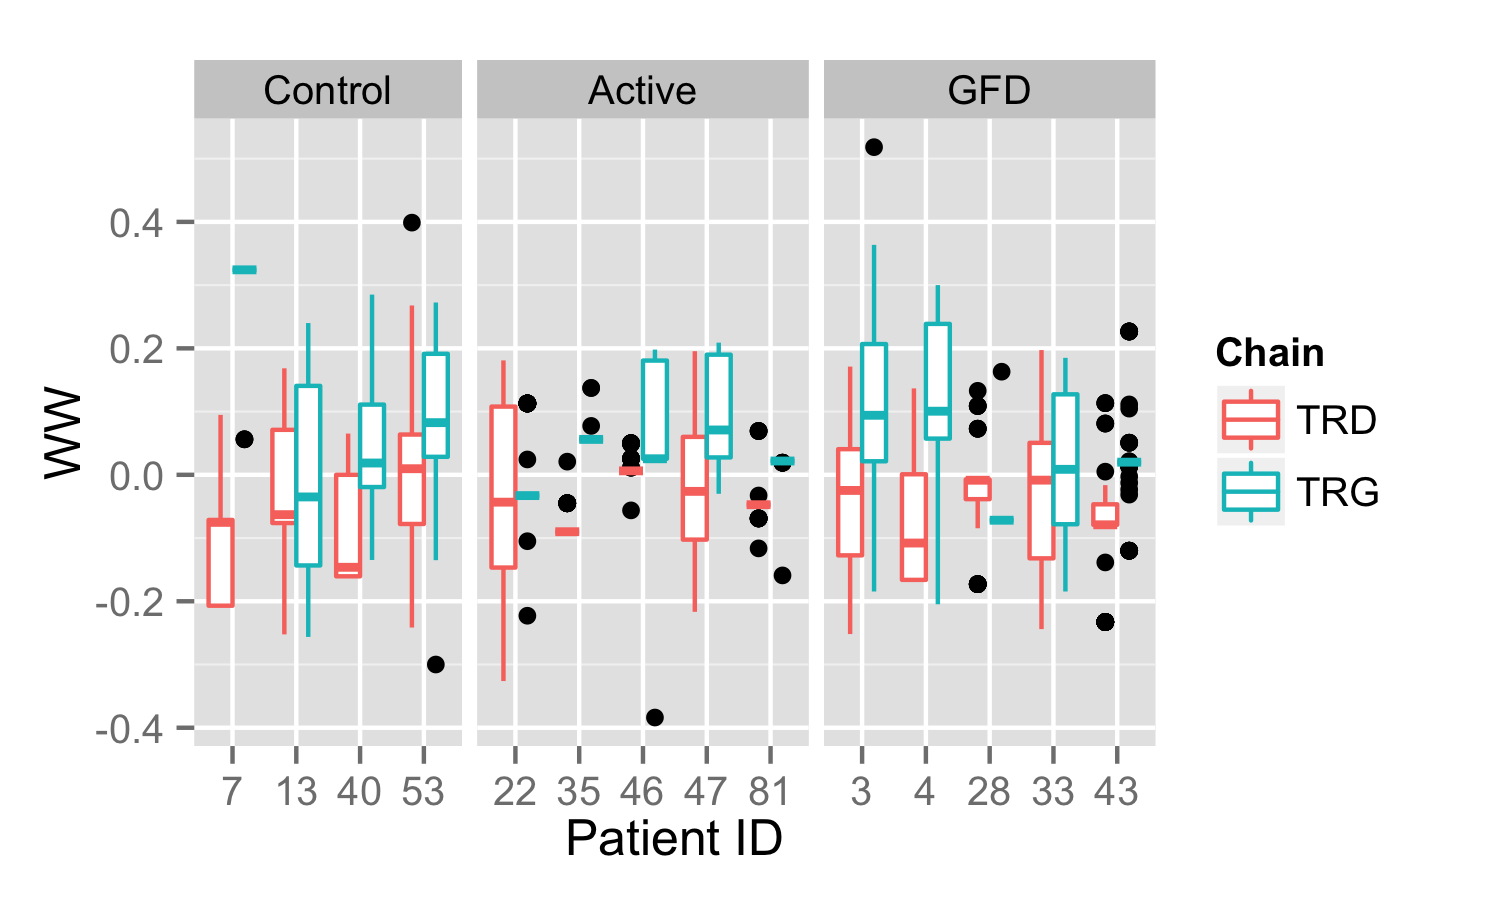 Control Active GFD
0.4
0.2
0.0
-0.2
-0.4
WW
7 13 40 53 22 35 46 47 81 3 4 28 33 43
Patient ID
Chain
TRD
TRG